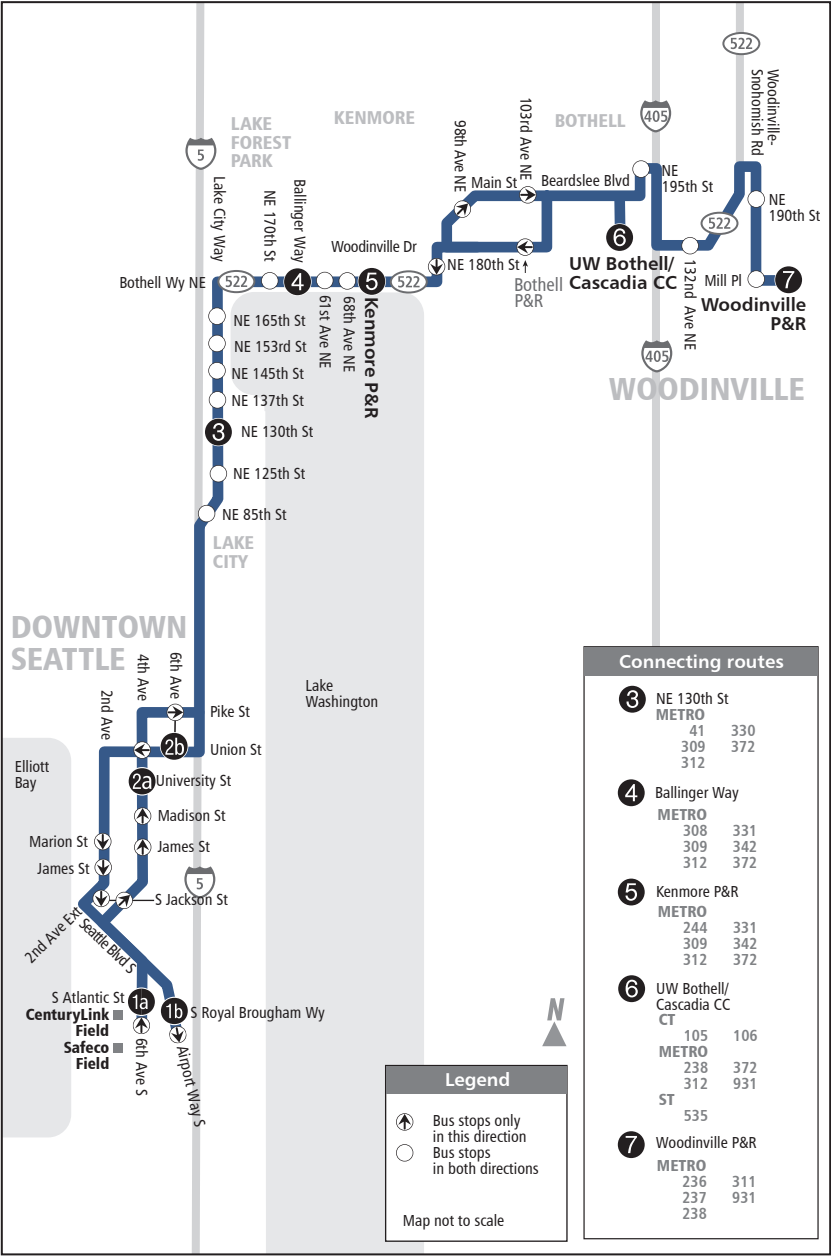 522
Woodinville-
Snohomish Rd
405
BOTHELL
KENMORE
LAKE
FOREST
PARK
5
103rd Ave NE
98th Ave NE
Main St
Beardslee Blvd
NE
195th St
NE
190th St
522
Lake City Way
NE 170th St
Ballinger Way
Woodinville Dr
6
UW Bothell/
Cascadia CC
NE 180th St
Bothell
P&R
132nd Ave NE
Mill Pl
7
Woodinville
P&R
Bothell Wy NE
522
4
5
522
61st Ave NE
68th Ave NE
Kenmore P&R
405
WOODINVILLE
NE 165th St
NE 153rd St
NE 145th St
NE 137th St
3
NE 130th St
NE 125th St
NE 85th St
LAKE
CITY
DOWNTOWN
SEATTLE
2nd Ave
4th Ave
6th Ave
Pike St
2b
Union St
Lake
Washington
Elliott
Bay
2a
University St
Madison St
Marion St
James St
James St
5
S Jackson St
2nd Ave Ext
Seattle Blvd S
S Atlantic St
1a
1b
S Royal Brougham Wy
CenturyLink
Field
Safeco
Field
6th Ave S
Airport Way S
N
Legend
Bus stops only
in this direction
Bus stops
in both directions
Map not to scale
Connecting routes
3
NE 130th St
METRO
41 330
309 372
312
4
Ballinger Way
METRO
308 331
309 342
312 372
5
Kenmore P&R
METRO
244 331
309 342
312 372
6
UW Bothell/
Cascadia CC
CT
105 106
METRO
238 372
312 931
ST
535
7
Woodinville P&R
METRO
236 311
237 931
238